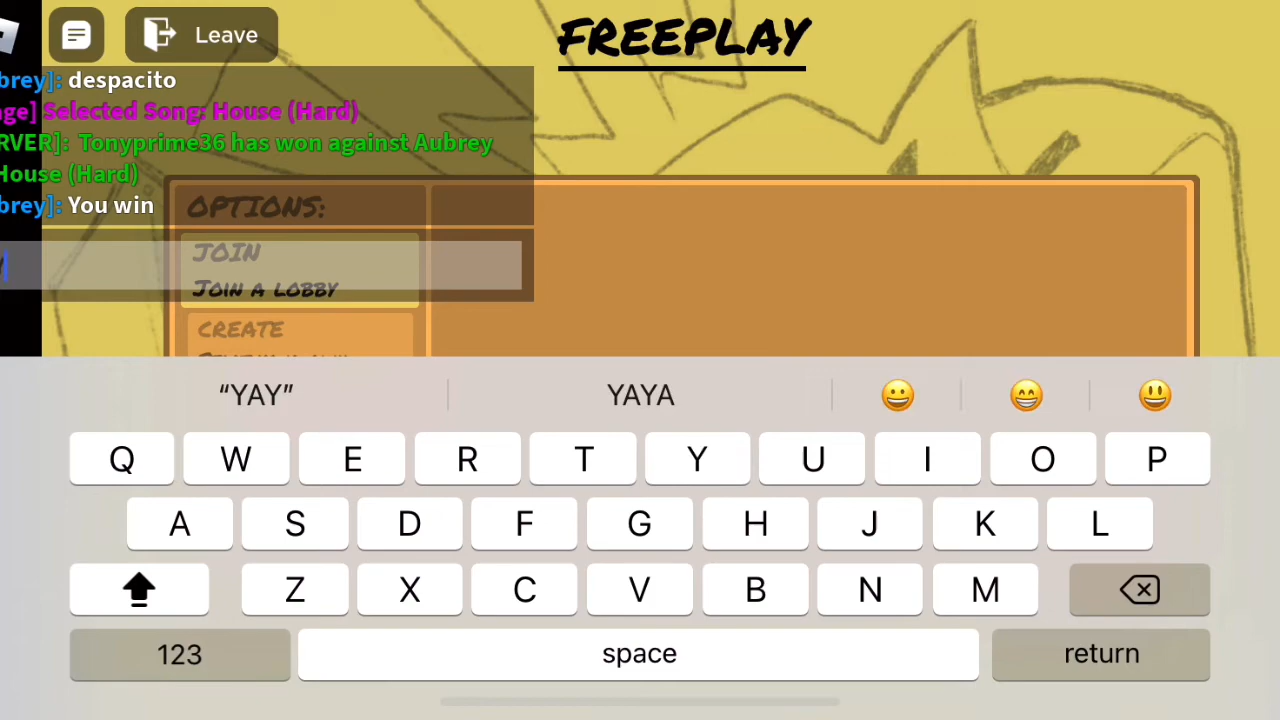 FREEPLAY
Leave
brey]: despacito
age] Selected Song: House (Hard)
RVER]: Tonyprime36 has won against Aubrey
House (Hard)
brey]: You win
OPTIONS:
JOIN
JOIN A LOBBY
CREATE
“YAY” YAYA
Q W E R T Y U I O P
A S D F G H J K L
Z X C V B N M
123 space return